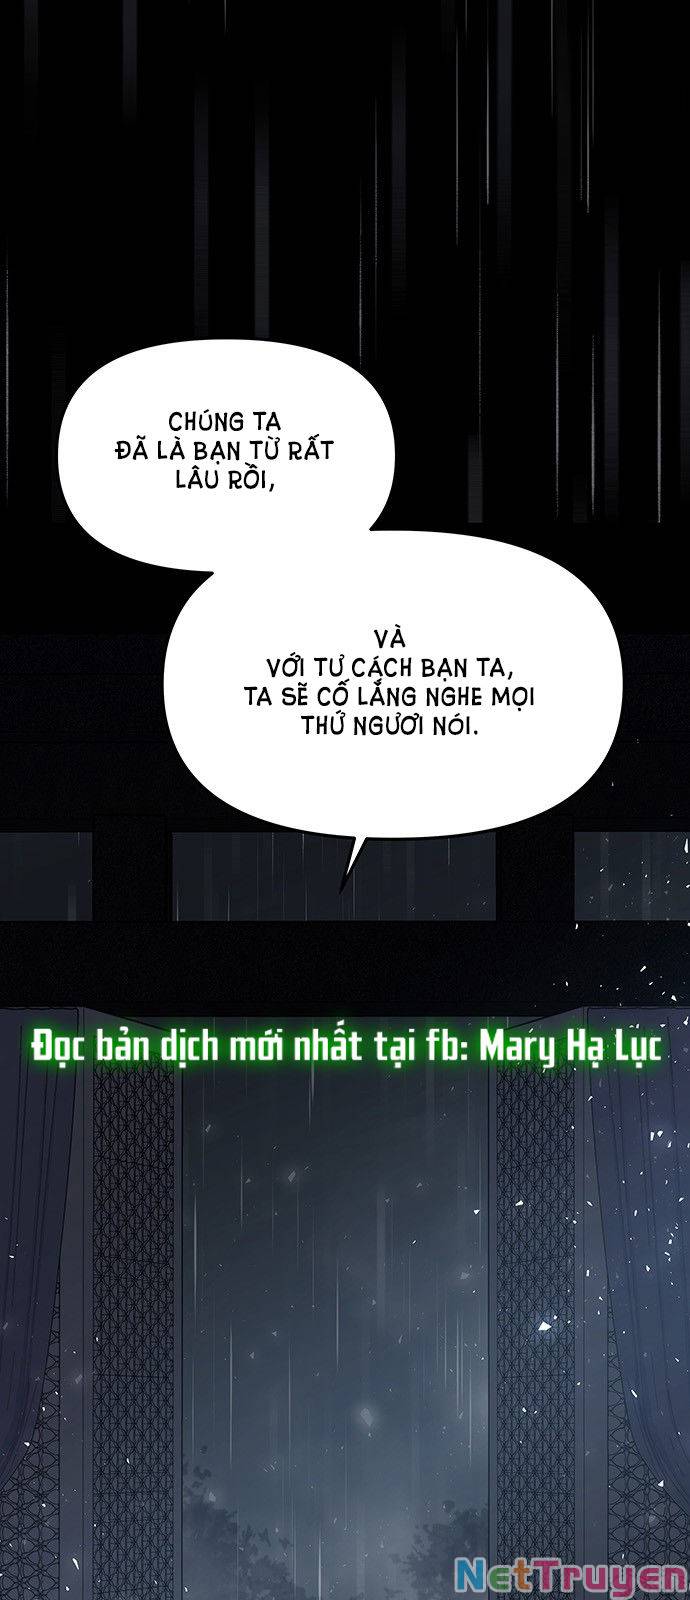 CHÚNG TA
ĐÃ LÀ BẠN TỪ RẤT
LÂU RỒI,
VÀ
VỚI TƯ CÁCH BẠN TA,
TA SẼ CỐ LẮNG NGHE MỌI
THỨ NGƯƠI NÓI.
Đọc bản dịch mới nhất tại fb: Mary Hạ Lục
NetTruyen